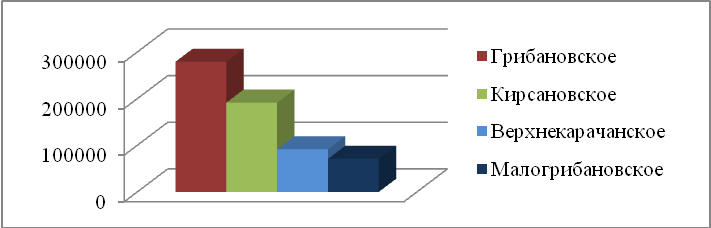 300000
200000
100000
0
Грибановское
Кирсановское
Верхнекарачанское
Малогрибановское